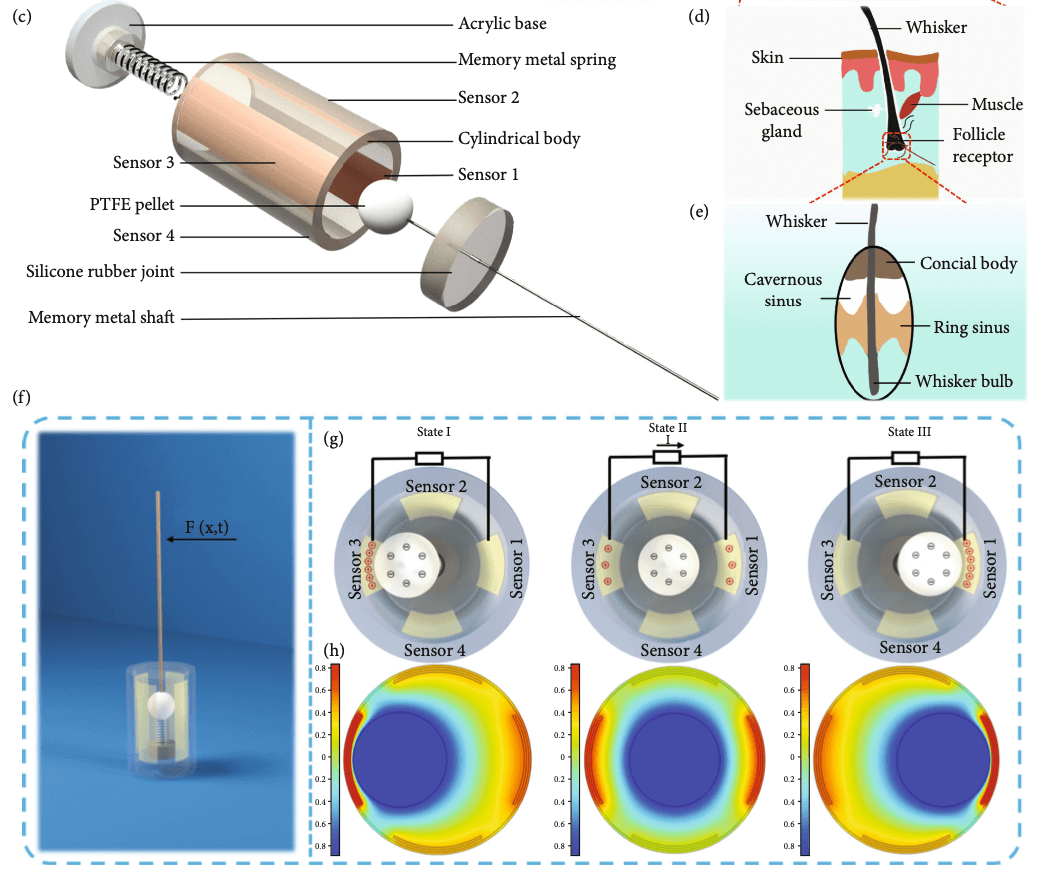 (c)
Acrylic base
Memory metal spring
Sensor 2
Cylindrical body
Sensor 3
Sensor 1
PTFE pellet
Sensor 4
Silicone rubber joint
Memory metal shaft
(d)
Whisker
Skin
Sebaceous
gland
Muscle
Follicle
receptor
(e)
Whisker
Concial body
Cavernous
sinus
Ring sinus
Whisker bulb
(f)
F (x,t)
(g)
State I
State II
I
State III
Sensor 2
Sensor 3
Sensor 1
Sensor 4
Sensor 2
Sensor 3
Sensor 1
Sensor 4
Sensor 2
Sensor 3
Sensor 1
Sensor 4
(h)
0.8
0.6
0.4
0.2
0
0.2
0.4
0.6
0.8
0.8
0.6
0.4
0.2
0
0.2
0.4
0.6
0.8
0.8
0.6
0.4
0.2
0
0.2
0.4
0.6
0.8